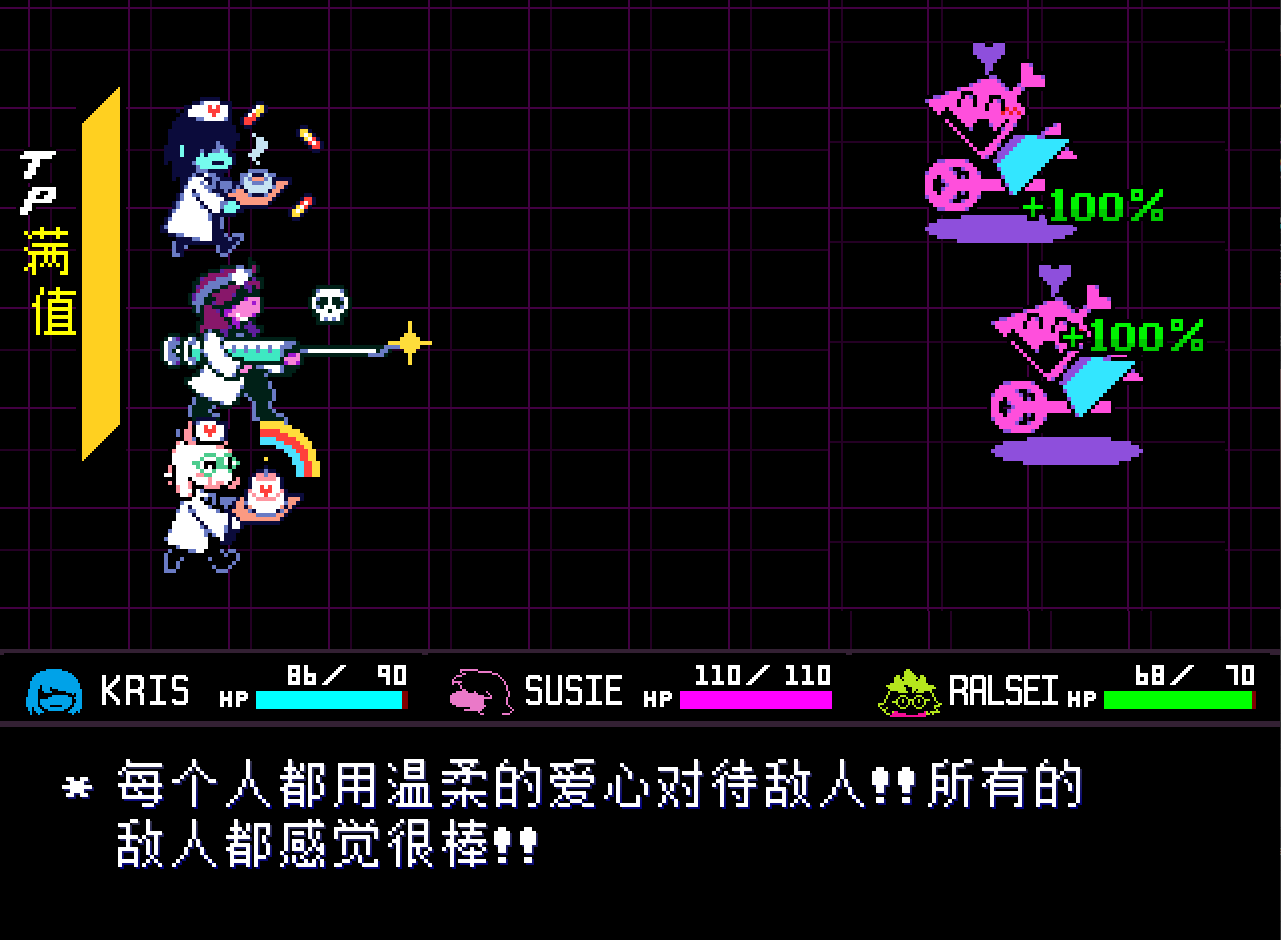 TP
满
值
+100%
+100%
KRIS HP 86/ 90 SUSIE HP 110/ 110 RALSEI HP 68/ 70
* 每个人都用温柔的爱心对待敌人!!所有的
敌人都感觉很棒!!